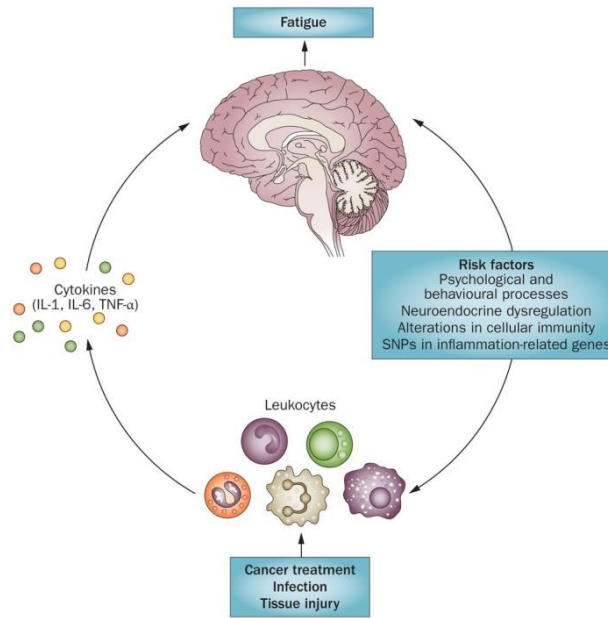 Fatigue
Cytokines
(IL-1, IL-6, TNF-α)
Risk factors
Psychological and
behavioural processes
Neuroendocrine dysregulation
Alterations in cellular immunity
SNPs in inflammation-related genes
Leukocytes
Cancer treatment
Infection
Tissue injury